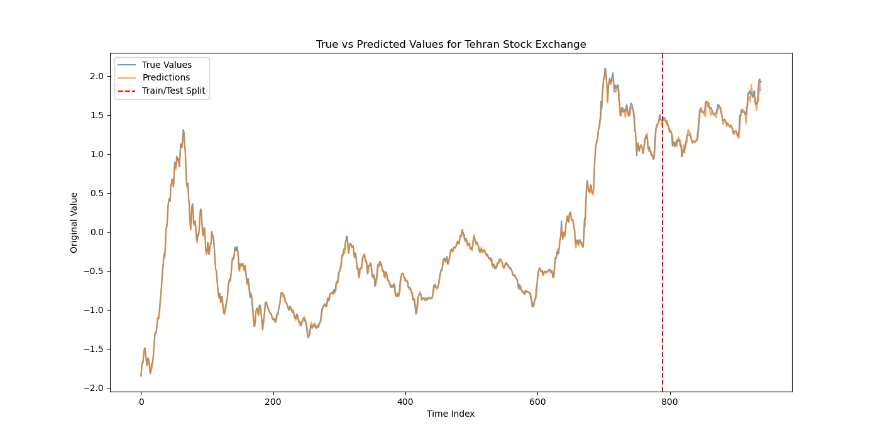 True vs Predicted Values for Tehran Stock Exchange
True Values
Predictions
Train/Test Split
Original Value
2.0
1.5
1.0
0.5
0.0
−0.5
−1.0
−1.5
−2.0
0 200 400 600 800
Time Index